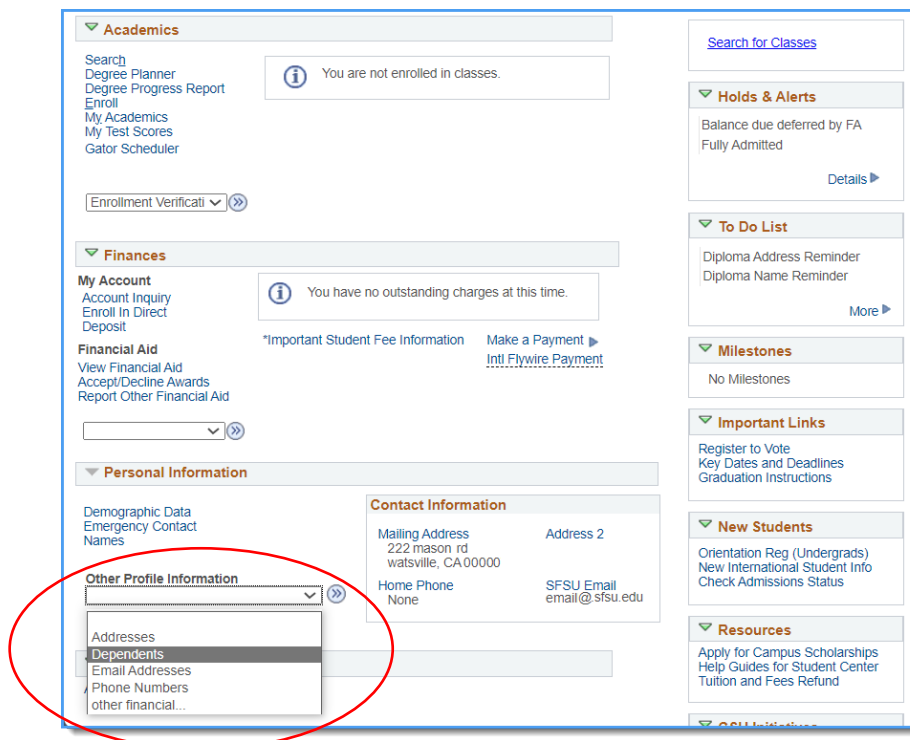 Academics
Search
Degree Planner
Degree Progress Report
Enroll
My Academics
My Test Scores
Gator Scheduler
You are not enrolled in classes.
Enrollment Verificati
Finances
My Account
Account Inquiry
Enroll In Direct
Deposit
Financial Aid
View Financial Aid
Accept/Decline Awards
Report Other Financial Aid
You have no outstanding charges at this time.
*Important Student Fee Information
Make a Payment
Intl Flywire Payment
Personal Information
Demographic Data
Emergency Contact
Names
Other Profile Information
Addresses
Dependents
Email Addresses
Phone Numbers
other financial...
Contact Information
Mailing Address
222 mason rd
watsville, CA 00000
Address 2
Home Phone
None
SFSU Email
email@.sfsu.edu
Search for Classes
Holds & Alerts
Balance due deferred by FA
Fully Admitted
Details
To Do List
Diploma Address Reminder
Diploma Name Reminder
More
Milestones
No Milestones
Important Links
Register to Vote
Key Dates and Deadlines
Graduation Instructions
New Students
Orientation Reg (Undergrads)
New International Student Info
Check Admissions Status
Resources
Apply for Campus Scholarships
Help Guides for Student Center
Tuition and Fees Refund